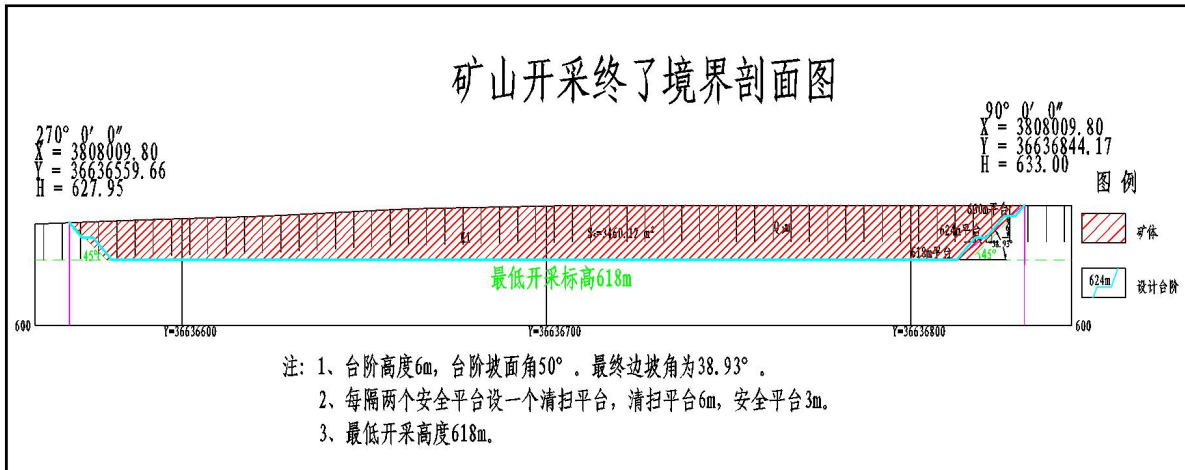 矿山开采终了境界剖面图
270° 0′ 0″
X = 3808009.80
Y = 36636559.66
H = 627.95
90° 0′ 0″
X = 3808009.80
Y = 36636844.17
H = 633.00
图 例
矿体
624m
设计台阶
630m平台
624m平台
618m平台
38.93°
45°
45°
最低开采标高618m
600
Y=36636600
Y=36636700
Y=36636800
600
注: 1、台阶高度6m, 台阶坡面角50° 。最终边坡角为38.93° 。
2、每隔两个安全平台设一个清扫平台, 清扫平台6m, 安全平台3m。
3、最低开采高度618m。